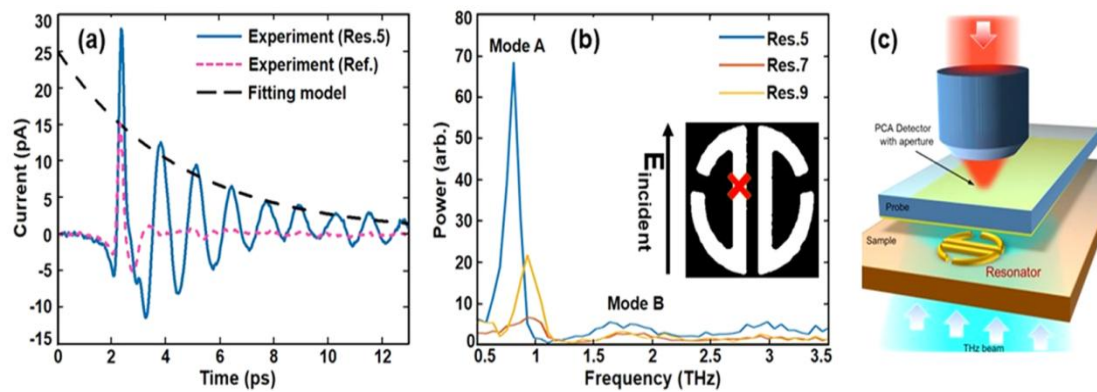 (a)
Experiment (Res.5)
Experiment (Ref.)
Fitting model
Current (pA)
30
25
20
15
10
5
0
-5
-10
-15
0
2
4
6
8
10
12
Time (ps)
(b)
Mode A
Res.5
Res.7
Res.9
Eincident
Mode B
Power (arb.)
80
70
60
50
40
30
20
10
0
0.5
1
1.5
2
2.5
3
3.5
Frequency (THz)
(c)
PCA Detector
with aperture
Probe
Sample
Resonator
THz beam